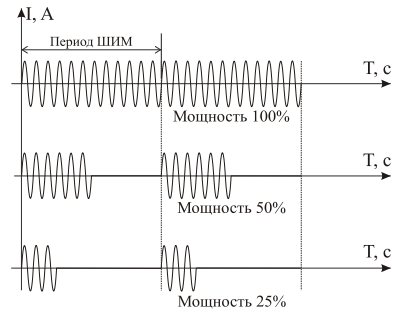 I, A
Период ШИМ
T, c
Мощность 100%
T, c
Мощность 50%
T, c
Мощность 25%